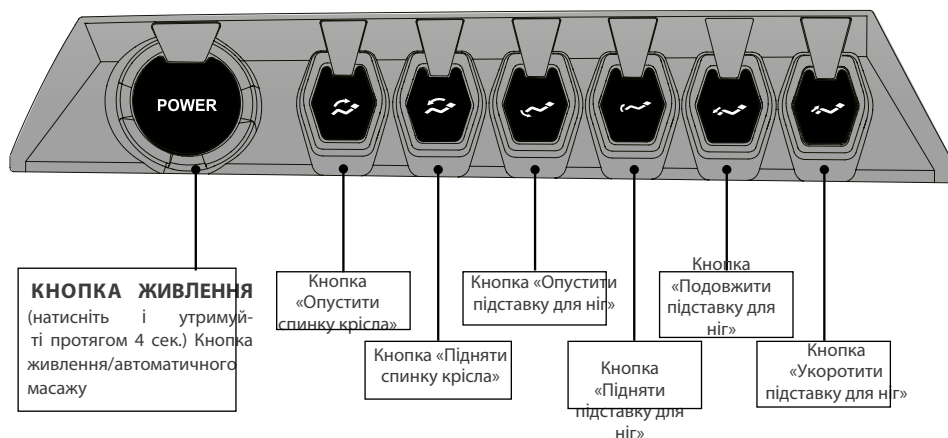 POWER
КНОПКА ЖИВЛЕННЯ
(натисніть і утримуй-
ті протягом 4 сек.) Кнопка
живлення/автоматичного
масажу
Кнопка
«Опустити
спинку крісла»
Кнопка «Підняти
спинку крісла»
Кнопка «Опустити
підставку для ніг»
Кнопка
«Підняти
підставку для
ніг»
Кнопка
«Подовжити
підставку для
ніг»
Кнопка
«Укоротити
підставку для ніг»